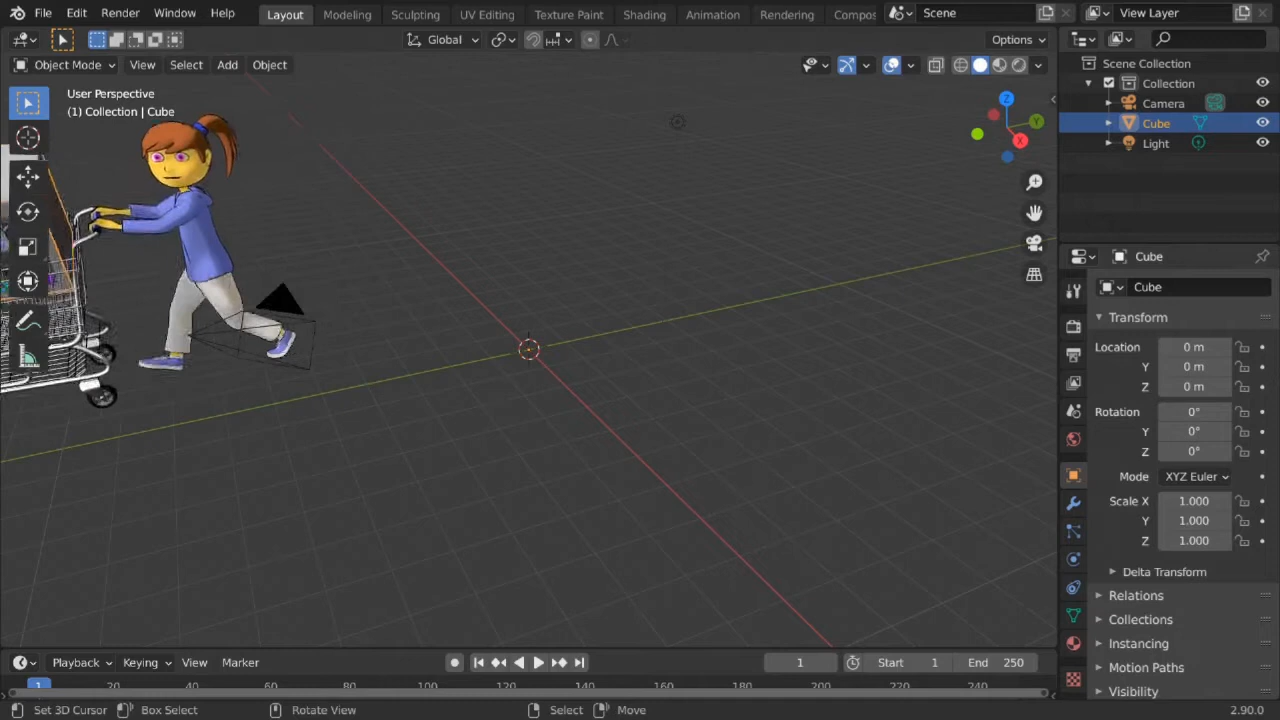 File Edit Render Window Help Layout Modeling Sculpting UV Editing Texture Paint Shading Animation Rendering Compos Scene View Layer
Global Options
Object Mode View Select Add Object
User Perspective
(1) Collection | Cube
Z
Y
X
Scene Collection
Collection
Camera
Cube
Light
Cube
Cube
Transform
Location 0 m
Y 0 m
Z 0 m
Rotation 0°
Y 0°
Z 0°
Mode XYZ Euler
Scale X 1.000
Y 1.000
Z 1.000
Delta Transform
Relations
Collections
Instancing
Motion Paths
Visibility
Playback Keying View Marker 1 Start 1 End 250
1 20 40 60 80 100 120 140 160 180 200 220 240
Set 3D Cursor Box Select Rotate View Select Move 2.90.0